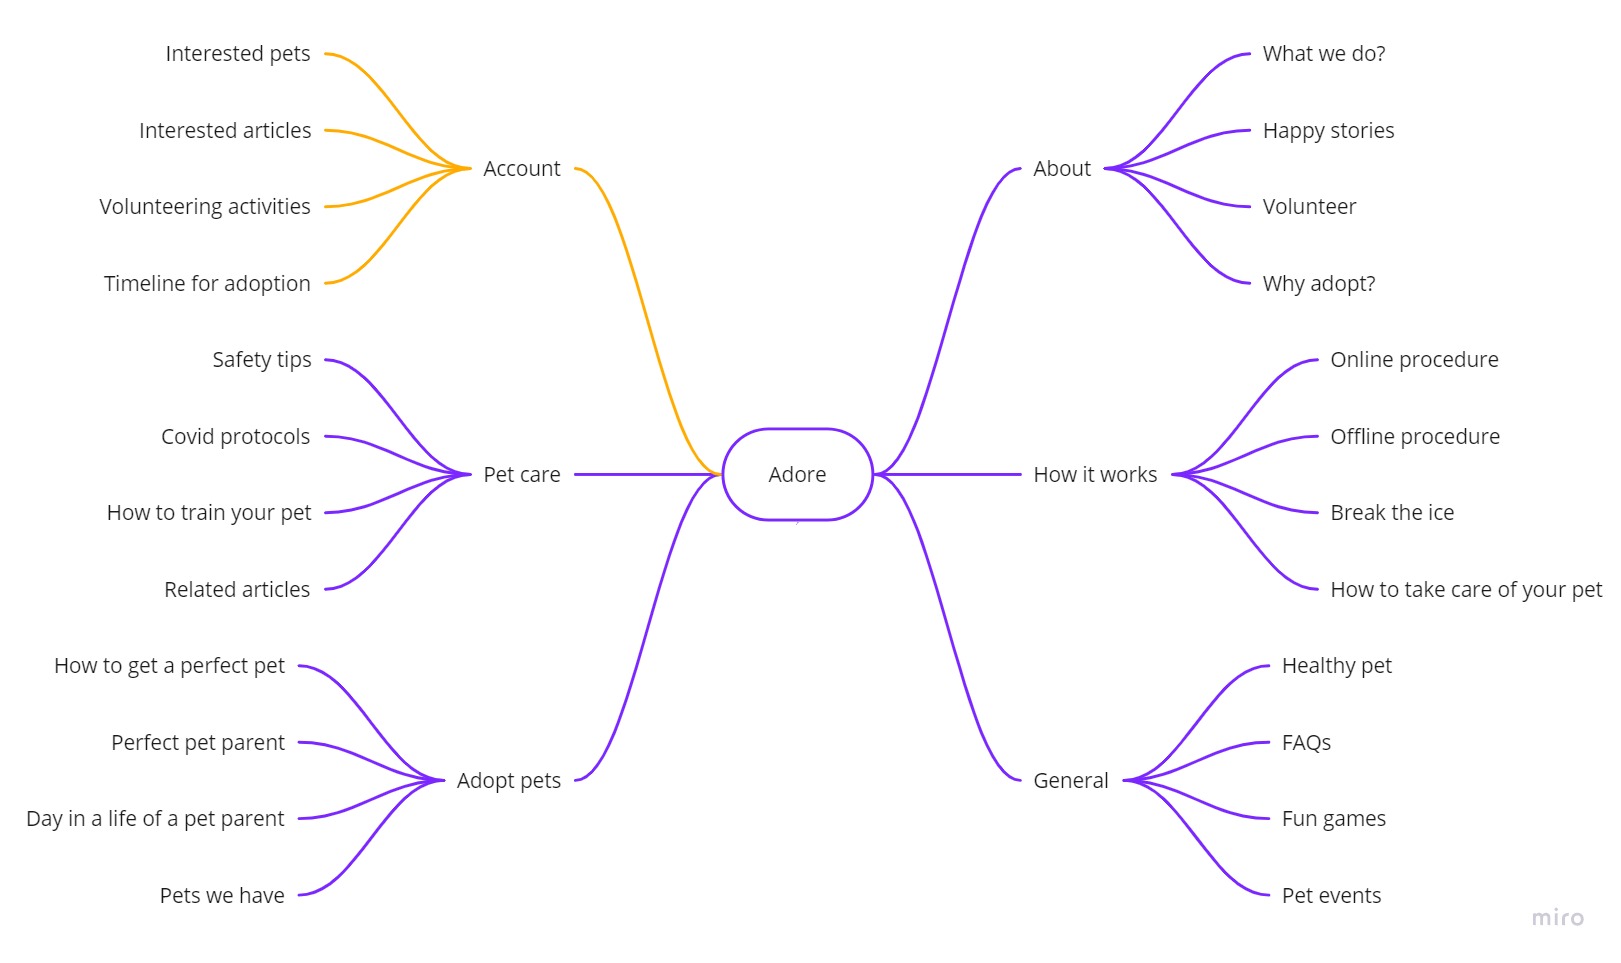 Interested pets
Interested articles
Account
Volunteering activities
Timeline for adoption
Safety tips
Covid protocols
Pet care
How to train your pet
Related articles
How to get a perfect pet
Perfect pet parent
Adopt pets
Day in a life of a pet parent
Pets we have
Adore
What we do?
Happy stories
About
Volunteer
Why adopt?
Online procedure
Offline procedure
How it works
Break the ice
How to take care of your pet
Healthy pet
FAQs
General
Fun games
Pet events
miro